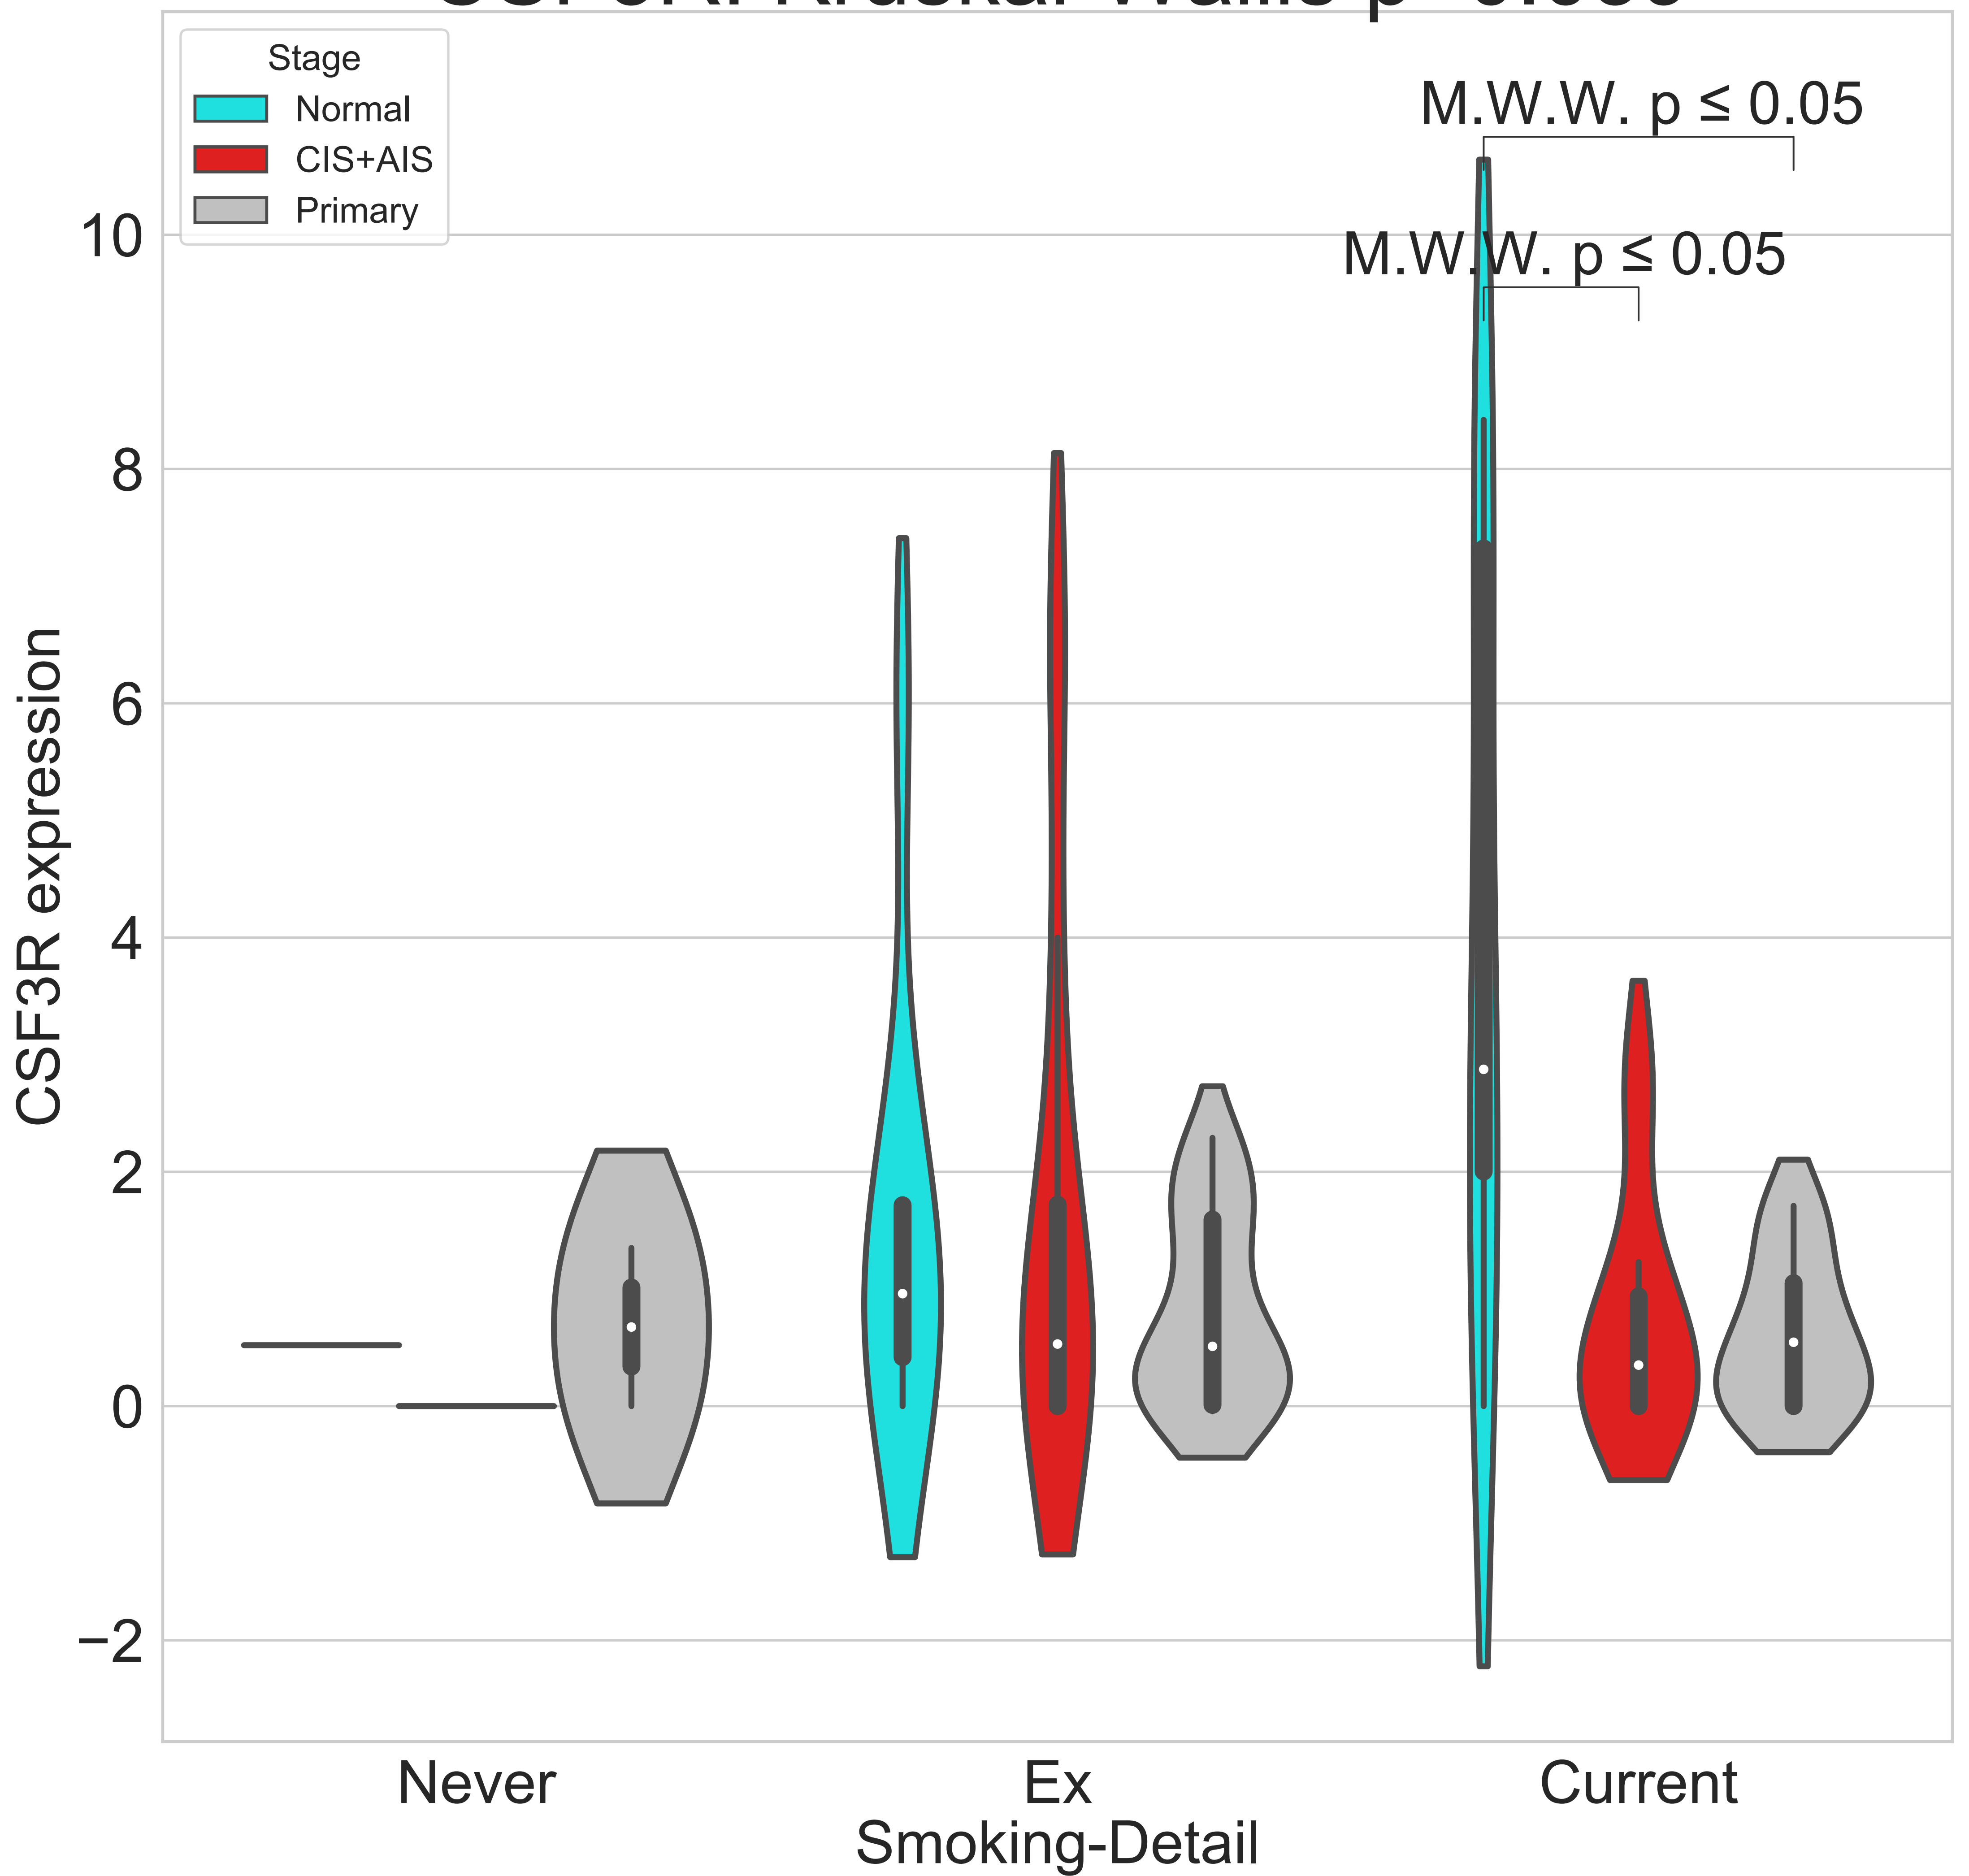 Stage
Normal
CIS+AIS
Primary
M.W.W. p ≤ 0.05
M.W.W. p ≤ 0.05
10
8
6
4
2
0
−2
CSF3R expression
Never
Ex
Current
Smoking-Detail